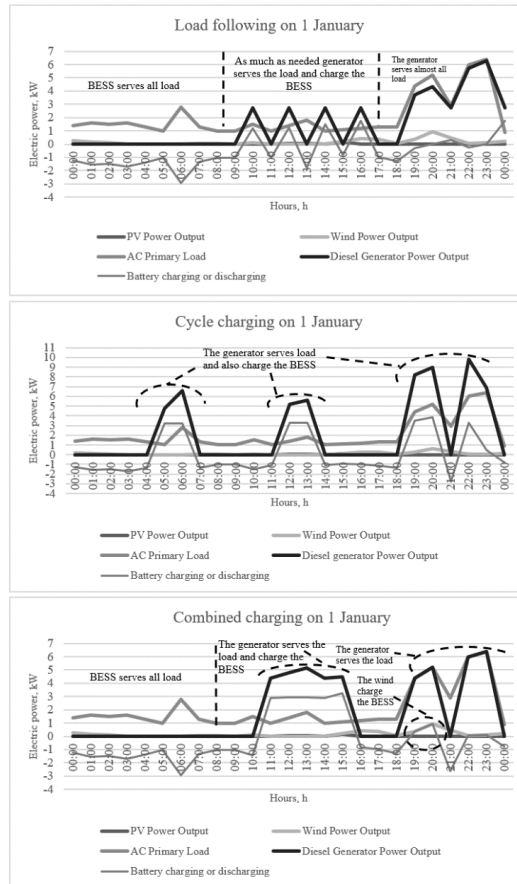 Load following on 1 January
Electric power, kW
7
6
5
4
3
2
1
0
-1
-2
-3
-4
BESS serves all load
As much as needed generator
serves the load and charge the
BESS
The generator
serves almost all
load
00:00
01:00
02:00
03:00
04:00
05:00
06:00
07:00
08:00
09:00
10:00
11:00
12:00
13:00
14:00
15:00
16:00
17:00
18:00
19:00
20:00
21:00
22:00
23:00
00:00
Hours, h
PV Power Output
Wind Power Output
AC Primary Load
Diesel Generator Power Output
Battery charging or discharging
Cycle charging on 1 January
Electric power, kW
11
10
9
8
7
6
5
4
3
2
1
0
-1
-2
-3
-4
The generator serves load
and also charge the BESS
00:00
01:00
02:00
03:00
04:00
05:00
06:00
07:00
08:00
09:00
10:00
11:00
12:00
13:00
14:00
15:00
16:00
17:00
18:00
19:00
20:00
21:00
22:00
23:00
00:00
Hours, h
PV Power Output
Wind Power Output
AC Primary Load
Diesel generator Power Output
Battery charging or discharging
Combined charging on 1 January
Electric power, kW
7
6
5
4
3
2
1
0
-1
-2
-3
-4
BESS serves all load
The generator serves the
load and charge the
BESS
The generator
serves the load
The wind
charge
the BESS
00:00
01:00
02:00
03:00
04:00
05:00
06:00
07:00
08:00
09:00
10:00
11:00
12:00
13:00
14:00
15:00
16:00
17:00
18:00
19:00
20:00
21:00
22:00
23:00
00:00
Hours, h
PV Power Output
Wind Power Output
AC Primary Load
Diesel Generator Power Output
Battery charging or discharging